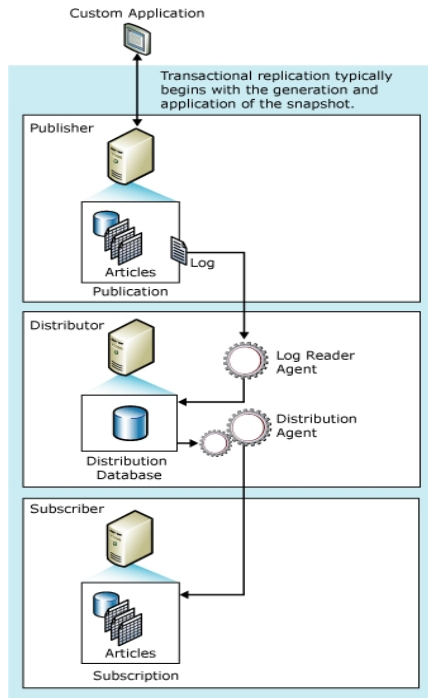 Custom Application
Transactional replication typically
begins with the generation and
application of the snapshot.
Publisher
Log
Articles
Publication
Distributor
Log Reader
Agent
Distribution
Agent
Distribution
Database
Subscriber
Articles
Subscription